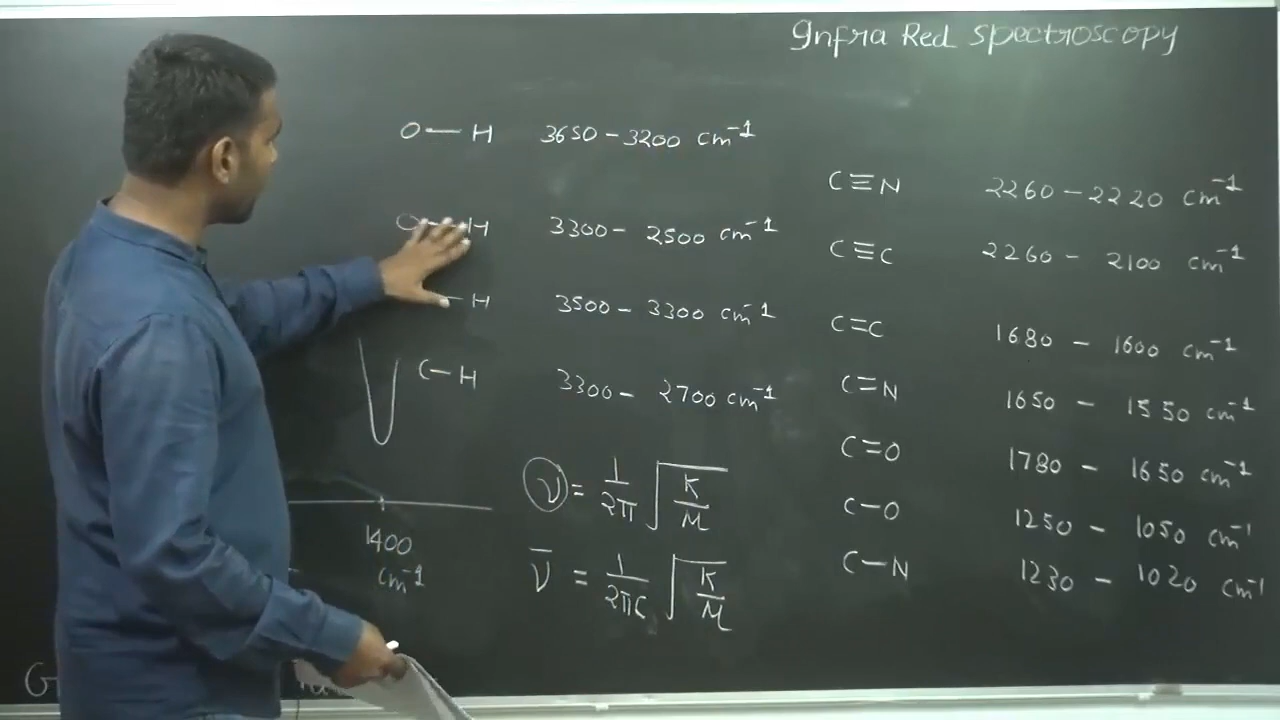 Infra Red Spectroscopy
O—H 3650-3200 cm⁻¹
O—H 3300- 2500 cm⁻¹
—H 3500- 3300 cm⁻¹
C-H 3300- 2700 cm⁻¹
ν = 1/2π √K/M
ν̄ = 1/2πc √K/M
1400
cm⁻¹
C≡N 2260-2220 cm⁻¹
C≡C 2260- 2100 cm⁻¹
C=C 1680 - 1600 cm⁻¹
C=N 1650 - 1550 cm⁻¹
C=O 1780 - 1650 cm⁻¹
C-O 1250 - 1050 cm⁻¹
C-N 1230 - 1020 cm⁻¹